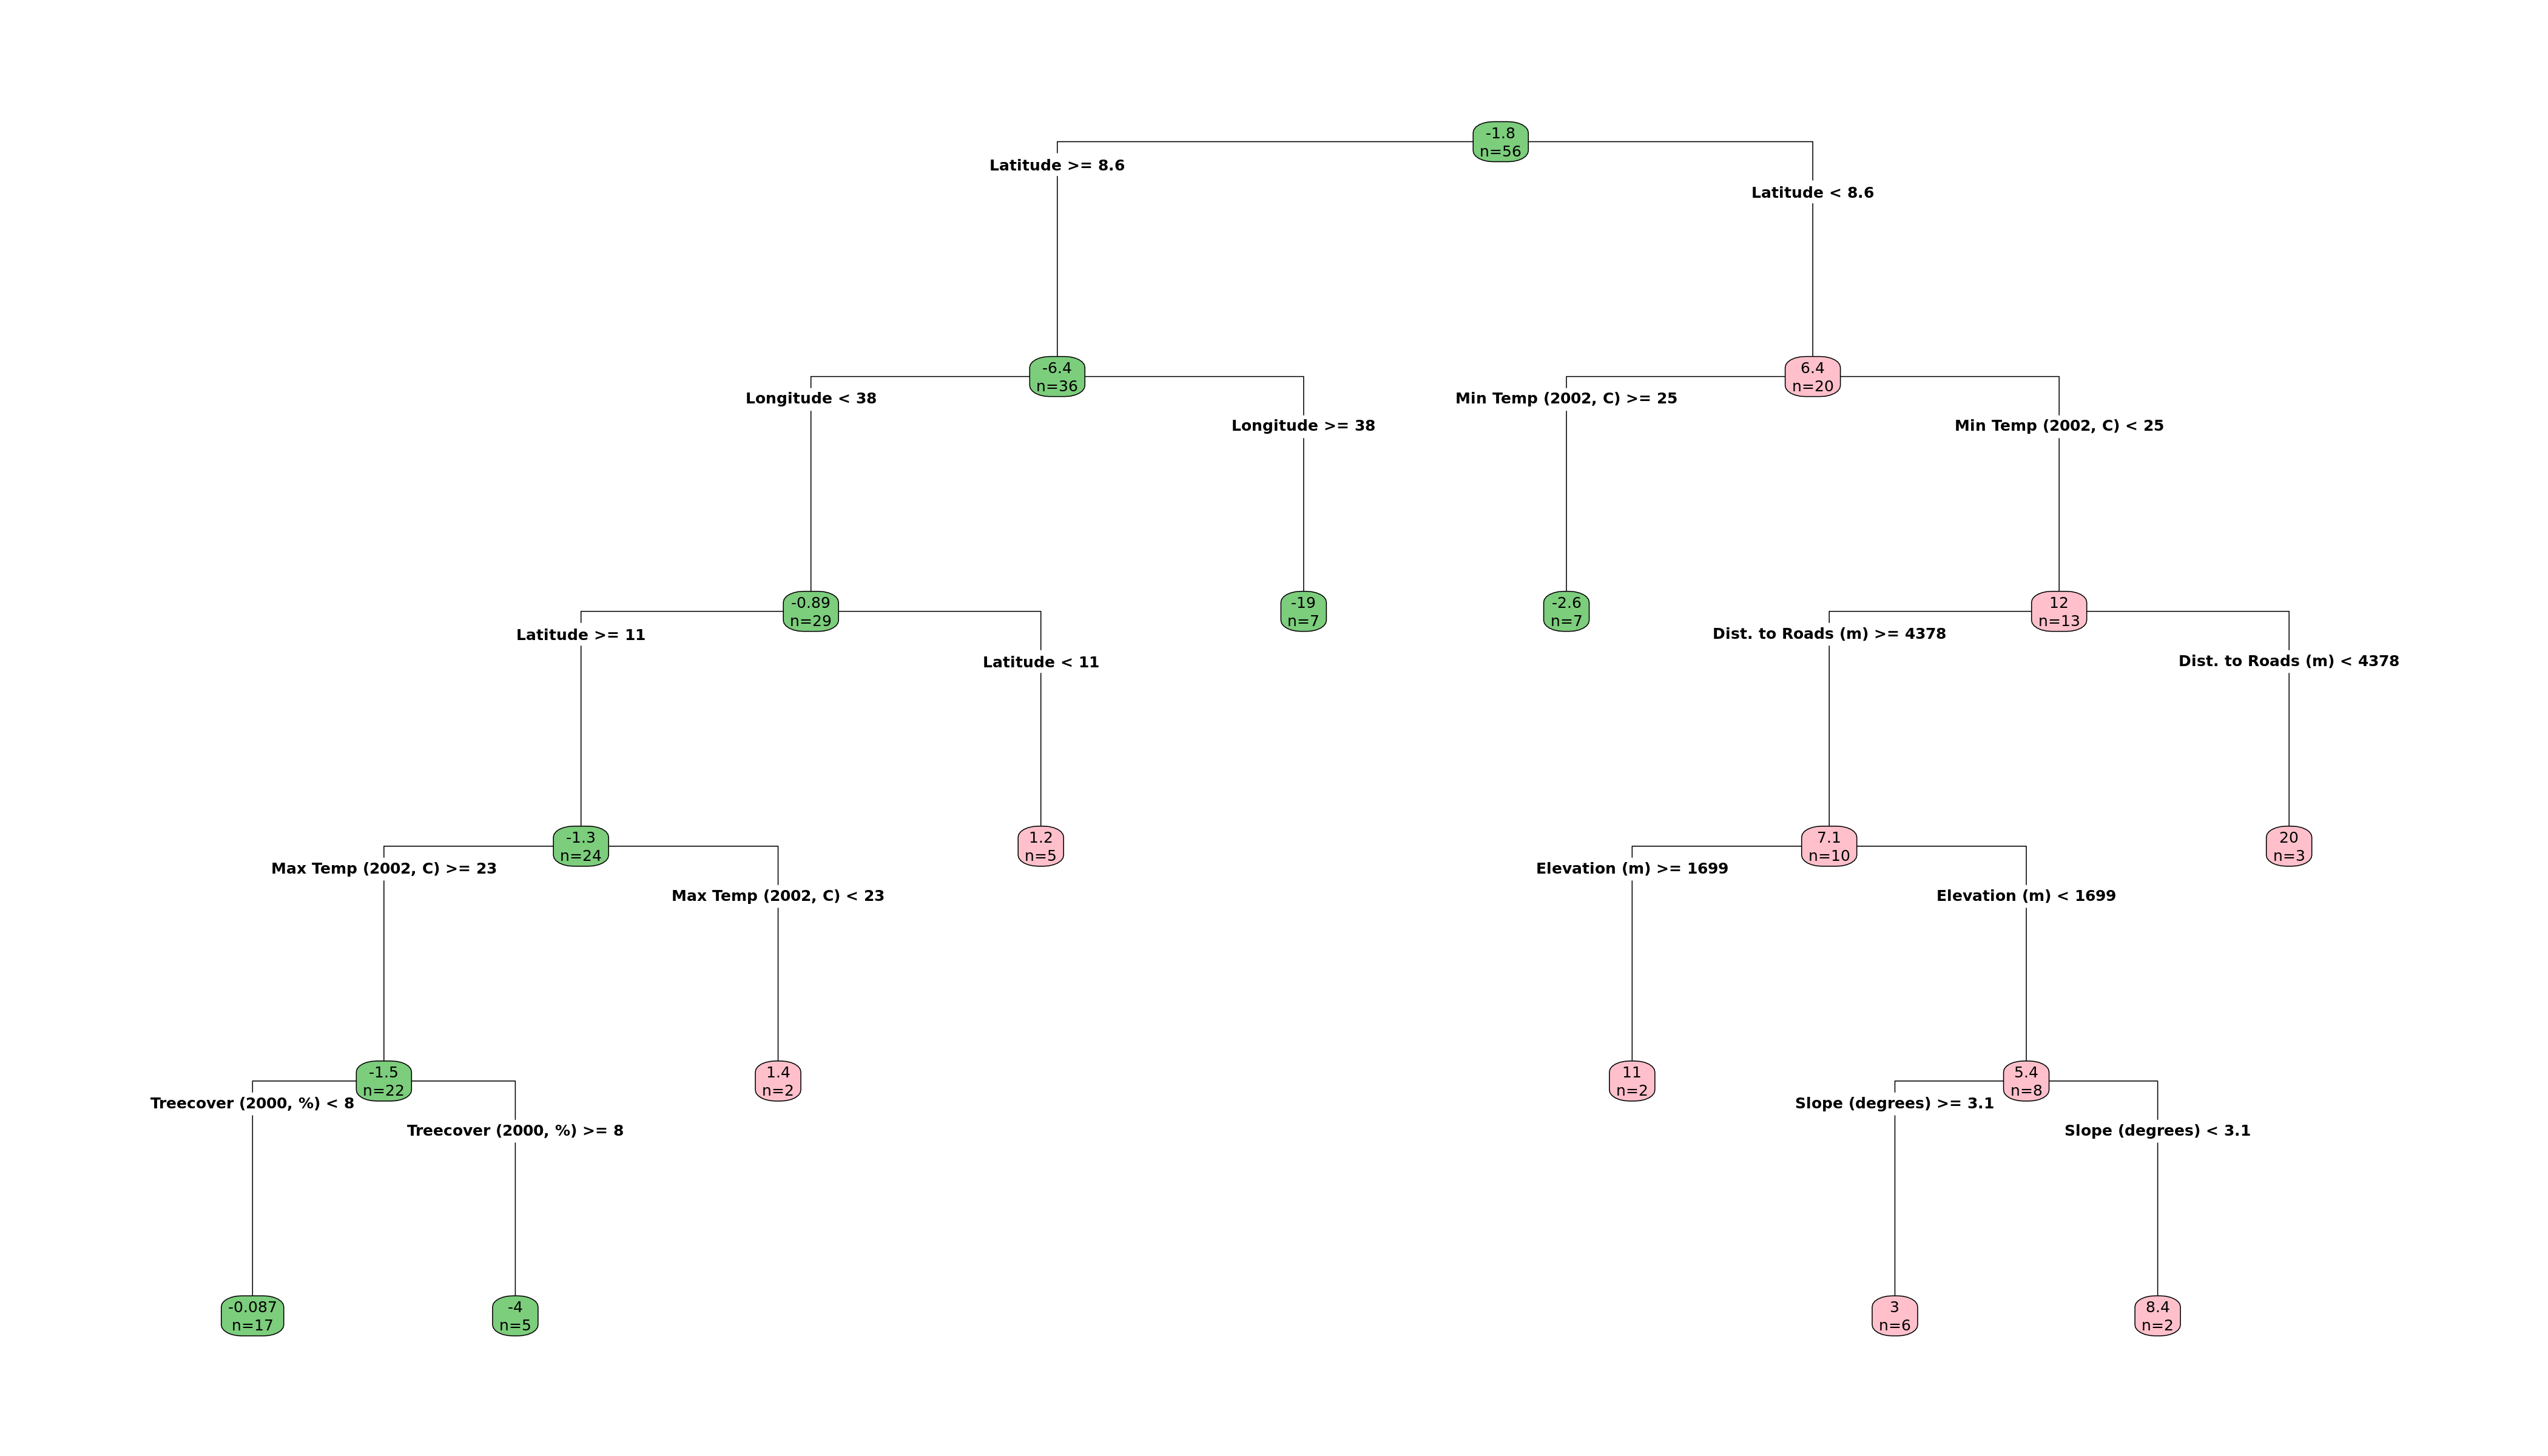 -1.8
n=56
Latitude >= 8.6
Latitude < 8.6
-6.4
n=36
6.4
n=20
Longitude < 38
Longitude >= 38
Min Temp (2002, C) >= 25
Min Temp (2002, C) < 25
-0.89
n=29
-19
n=7
-2.6
n=7
12
n=13
Latitude >= 11
Latitude < 11
Dist. to Roads (m) >= 4378
Dist. to Roads (m) < 4378
-1.3
n=24
1.2
n=5
7.1
n=10
20
n=3
Max Temp (2002, C) >= 23
Max Temp (2002, C) < 23
Elevation (m) >= 1699
Elevation (m) < 1699
-1.5
n=22
1.4
n=2
11
n=2
5.4
n=8
Treecover (2000, %) < 8
Treecover (2000, %) >= 8
Slope (degrees) >= 3.1
Slope (degrees) < 3.1
-0.087
n=17
-4
n=5
3
n=6
8.4
n=2